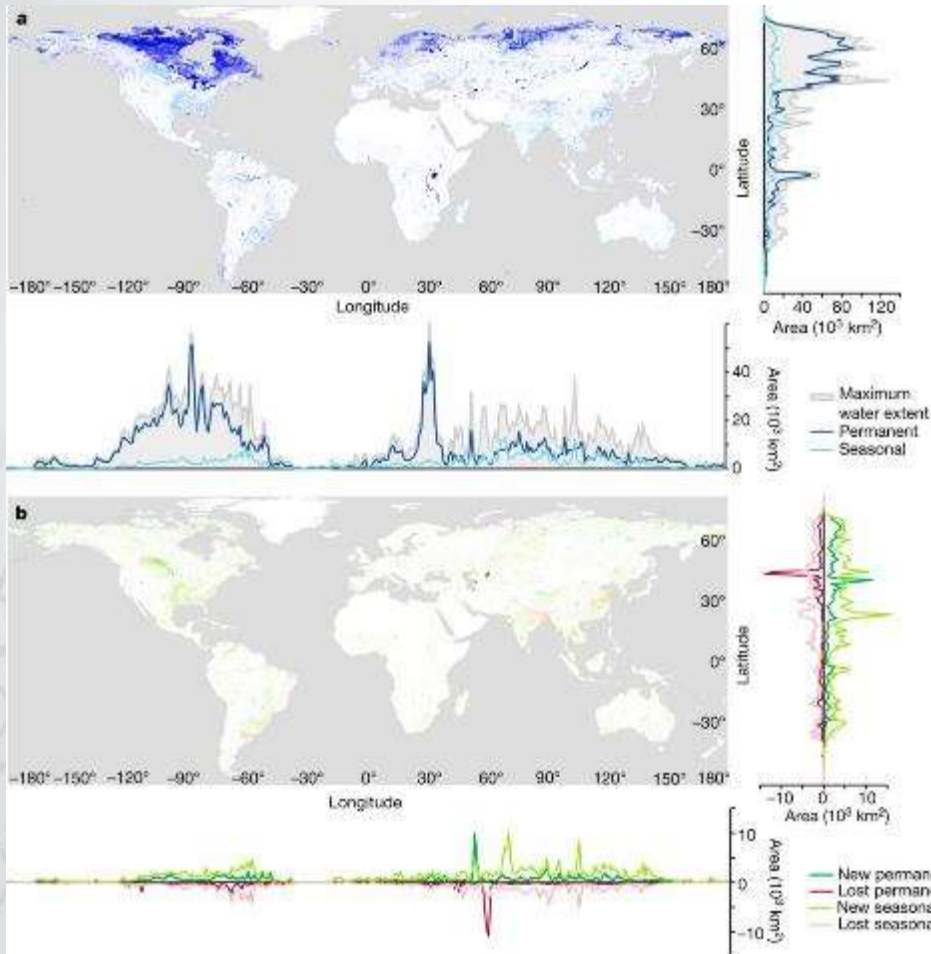 a
60°
30°
0°
−30°
Latitude
−180° −150° −120° −90° −60° −30° 0° 30° 60° 90° 120° 150° 180°
Longitude
0 40 80 120
Area (10³ km²)
40
20
0
Area (10³ km²)
Maximum
water extent
Permanent
Seasonal
b
60°
30°
0°
−30°
Latitude
−180° −150° −120° −90° −60° −30° 0° 30° 60° 90° 120° 150° 180°
Longitude
−10 0 10
Area (10³ km²)
10
0
−10
Area (10³ km²)
New permane
Lost permane
New seasona
Lost seasona